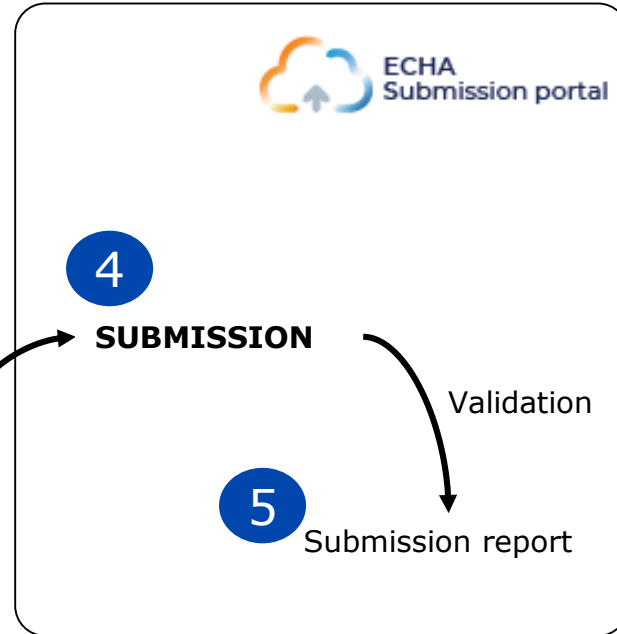 ECHA
Submission portal
4
SUBMISSION
Validation
5
Submission report